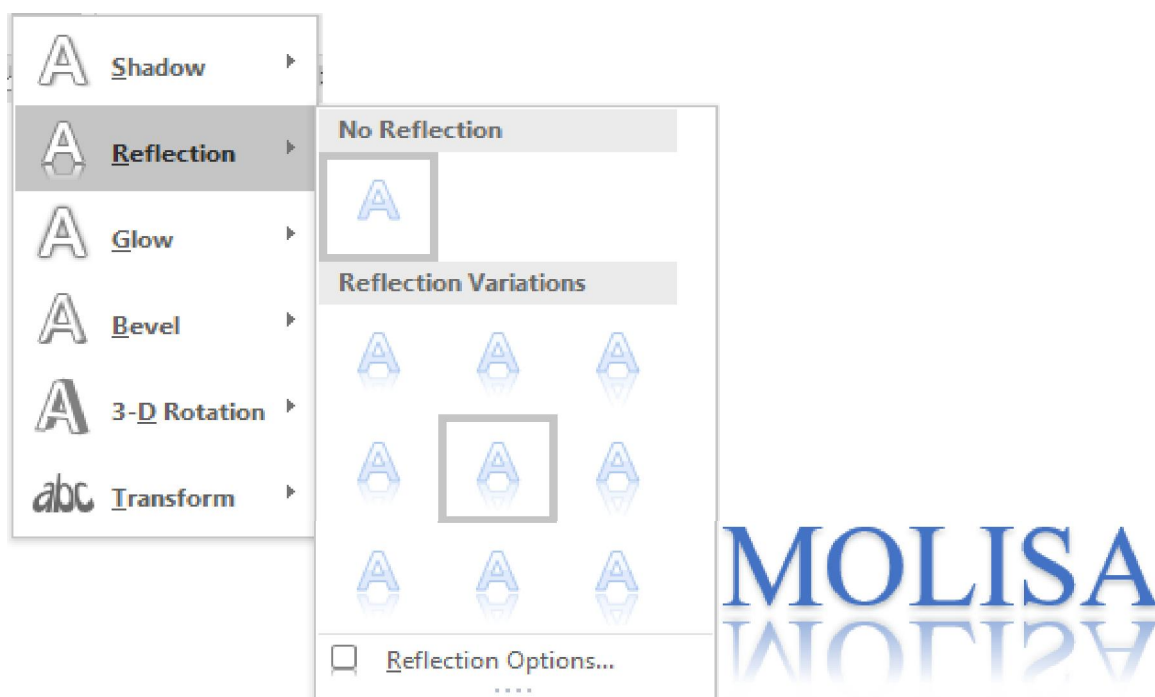 Shadow
Reflection
Glow
Bevel
3-D Rotation
abc Transform
No Reflection
A
Reflection Variations
A A A
A A A
A A A
Reflection Options...
MOLISA